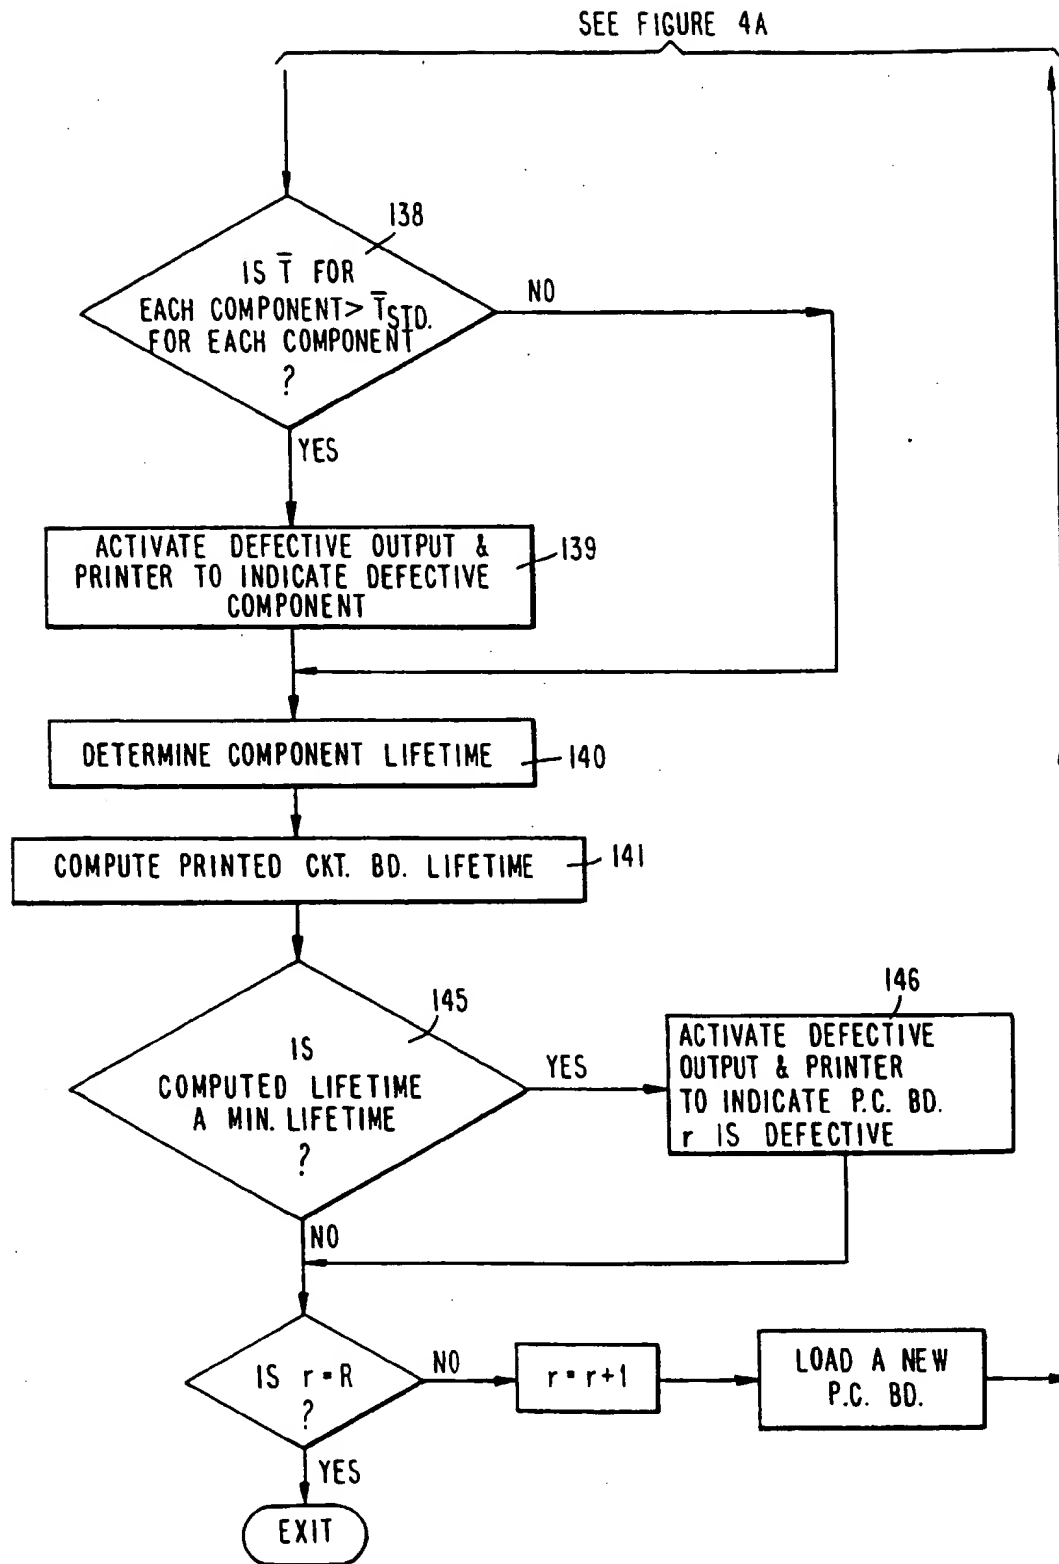 SEE FIGURE 4A
138
IS T̅ FOR
EACH COMPONENT> T̅STD.
FOR EACH COMPONENT
?
NO
YES
ACTIVATE DEFECTIVE OUTPUT &
PRINTER TO INDICATE DEFECTIVE
COMPONENT
139
DETERMINE COMPONENT LIFETIME
140
COMPUTE PRINTED CKT. BD. LIFETIME
141
145
IS
COMPUTED LIFETIME
A MIN. LIFETIME
?
YES
NO
146
ACTIVATE DEFECTIVE
OUTPUT & PRINTER
TO INDICATE P.C. BD.
r IS DEFECTIVE
IS r=R
?
NO
YES
r=r+1
LOAD A NEW
P.C. BD.
EXIT